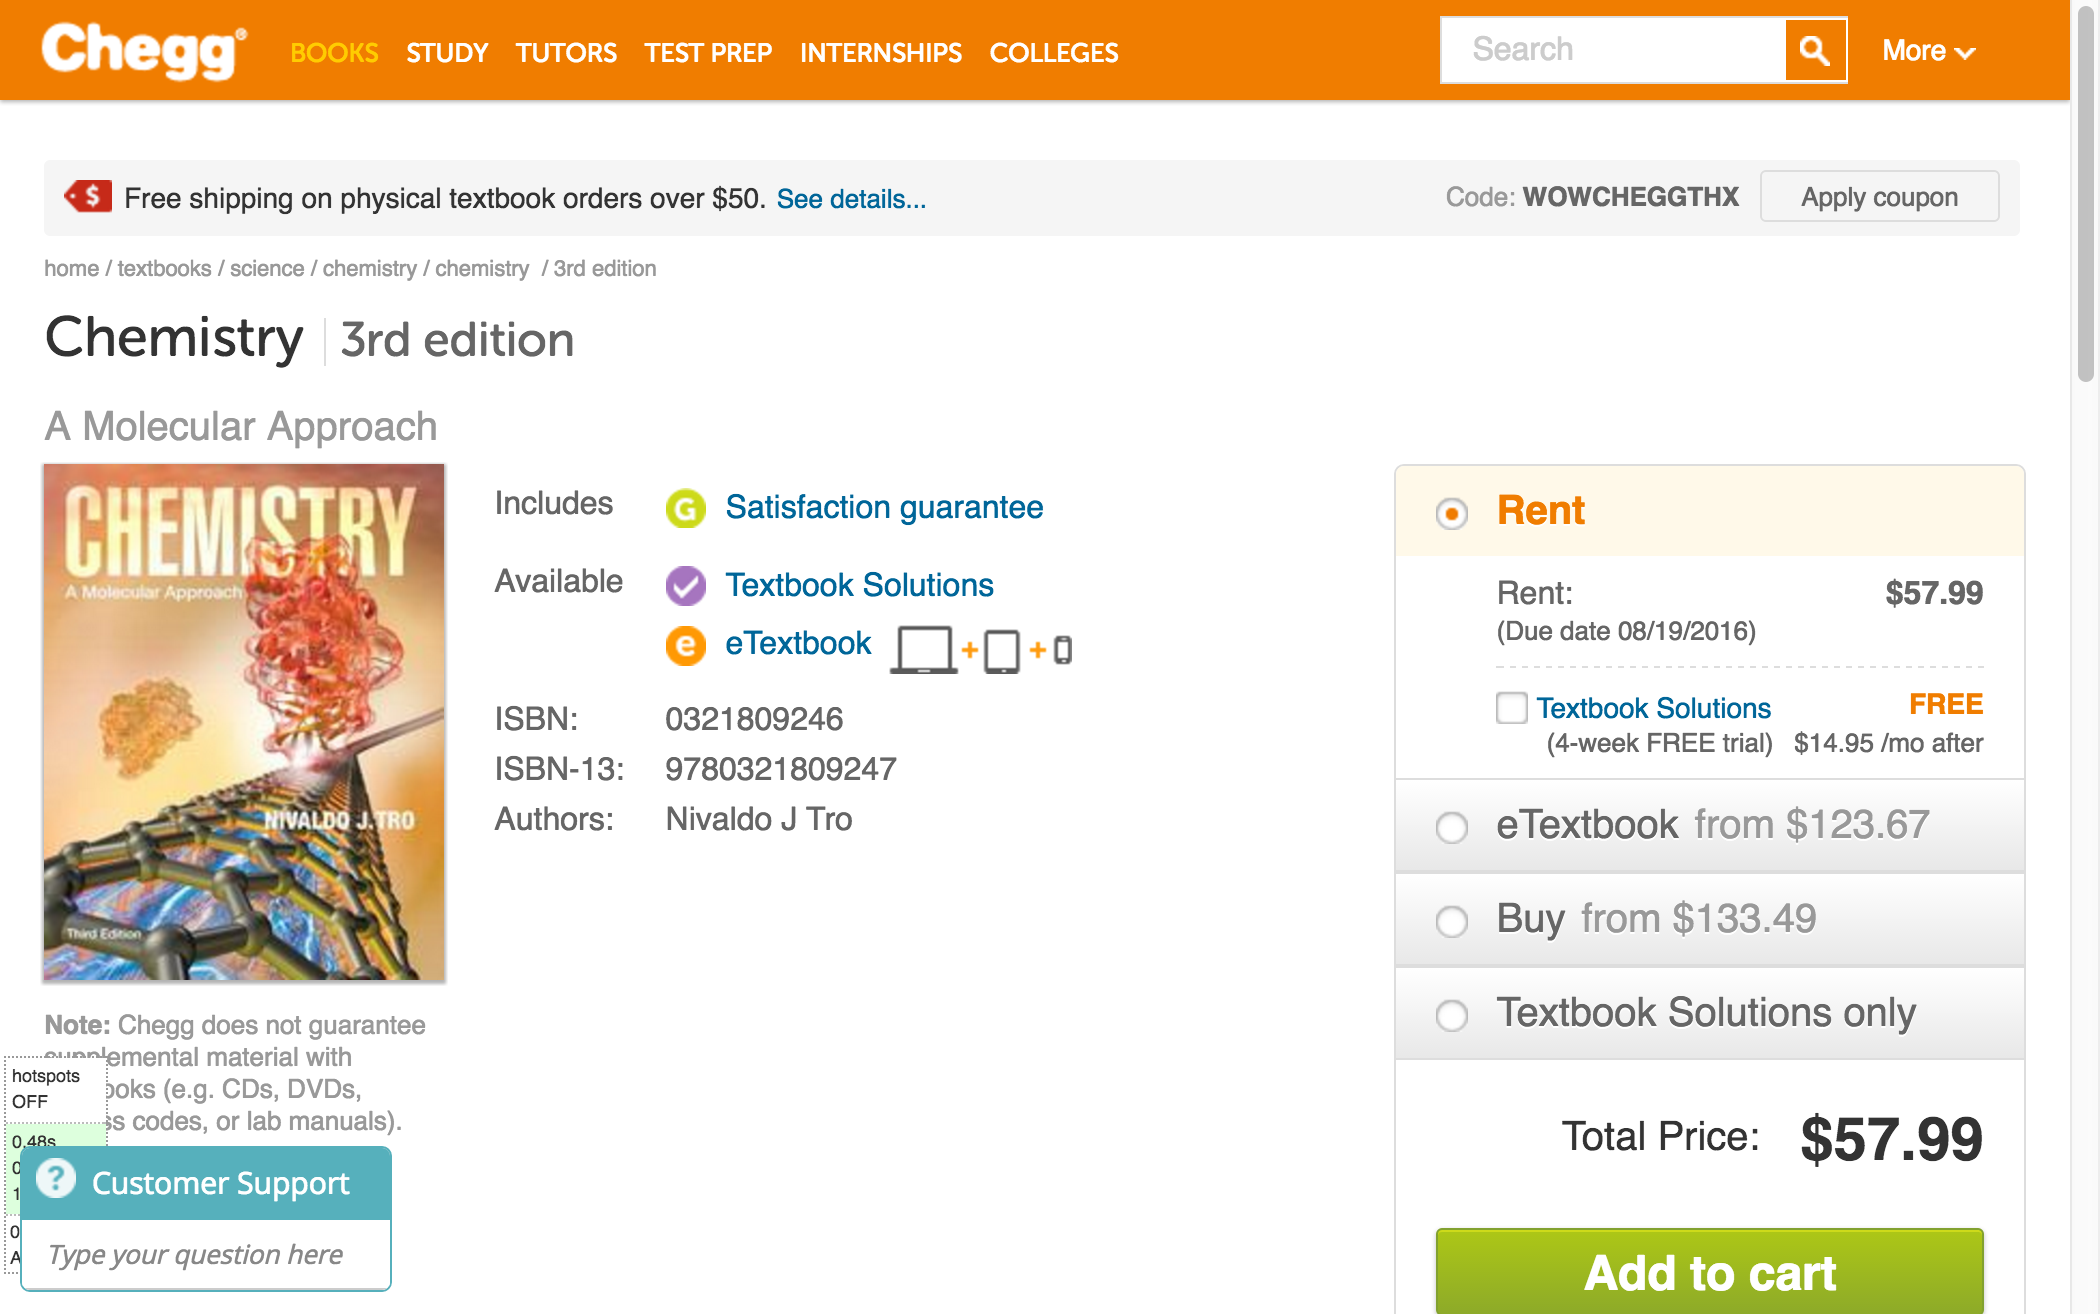 Chegg®
BOOKS STUDY TUTORS TEST PREP INTERNSHIPS COLLEGES
Search
More
$ Free shipping on physical textbook orders over $50. See details...
Code: WOWCHEGGTHX
Apply coupon
home / textbooks / science / chemistry / chemistry / 3rd edition
Chemistry 3rd edition
A Molecular Approach
CHEMISTRY
A Molecular Approach
NIVALDO J. TRO
Third Edition
Includes G Satisfaction guarantee
Available Textbook Solutions
e eTextbook + +
ISBN: 0321809246
ISBN-13: 9780321809247
Authors: Nivaldo J Tro
Note: Chegg does not guarantee
supplemental material with
ooks (e.g. CDs, DVDs,
ss codes, or lab manuals).
hotspots
OFF
0.48s
? Customer Support
Type your question here
Rent
Rent: $57.99
(Due date 08/19/2016)
Textbook Solutions FREE
(4-week FREE trial) $14.95 /mo after
eTextbook from $123.67
Buy from $133.49
Textbook Solutions only
Total Price: $57.99
Add to cart